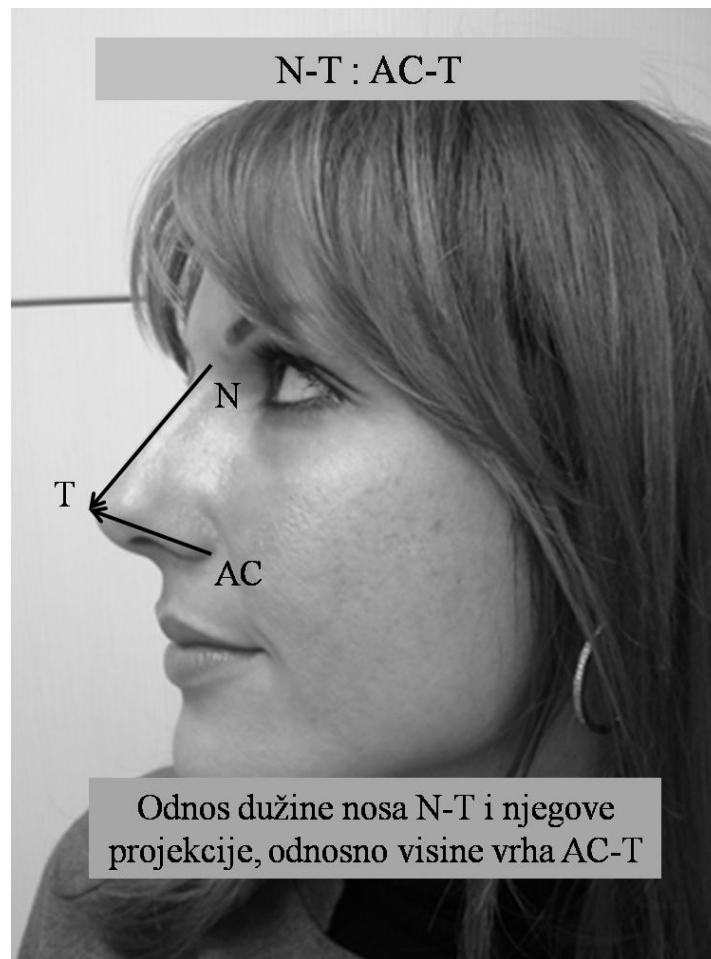 N-T : AC-T
N
T
AC
Odnos dužine nosa N-T i njegove
projekcije, odnosno visine vrha AC-T